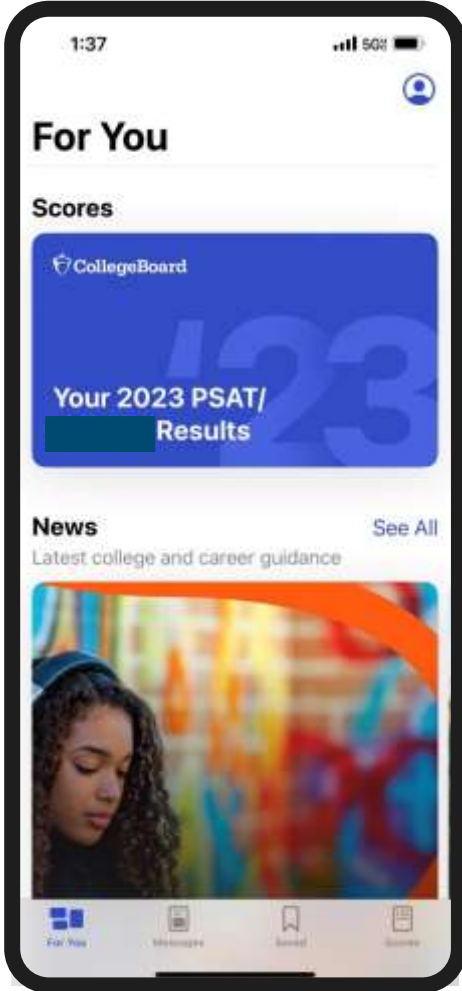 1:37
5G
For You
Scores
CollegeBoard
'23
Your 2023 PSAT/
Results
News
See All
Latest college and career guidance
For You
Messages
Saved
Scores